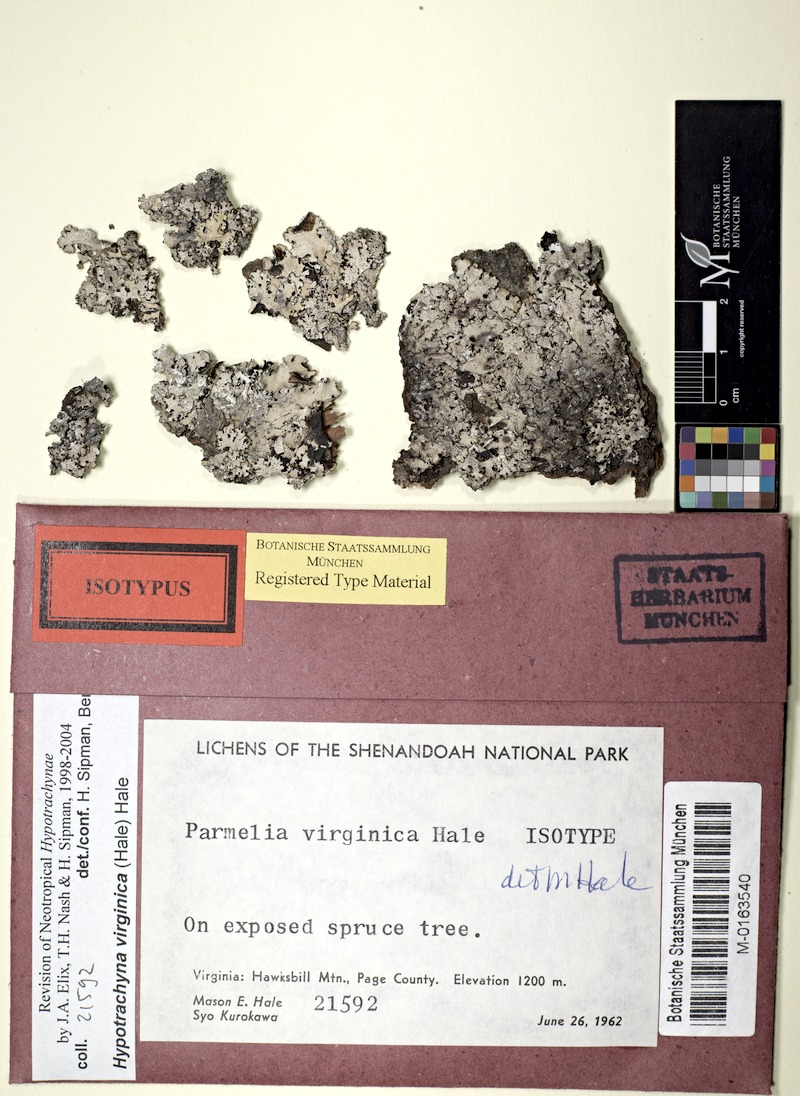 BOTANISCHE
STAATSSAMMLUNG
MÜNCHEN
0 1 2
cm
copyright reserved
ISOTYPUS
BOTANISCHE STAATSSAMMLUNG
MÜNCHEN
Registered Type Material
STAATS-
HERBARIUM
MÜNCHEN
Revision of Neotropical Hypotrachynae
by J.A. Elix, T.H. Nash & H. Sipman, 1998-2004
coll. 21592 det./conf. H. Sipman,
Hypotrachyna virginica (Hale) Hale
LICHENS OF THE SHENANDOAH NATIONAL PARK
Parmelia virginica Hale ISOTYPE
det M Hale
On exposed spruce tree.
Virginia: Hawksbill Mtn., Page County. Elevation 1200 m.
Mason E. Hale 21592
Syo Kurokawa
June 26, 1962
Botanische Staatssammlung München
M-0163540